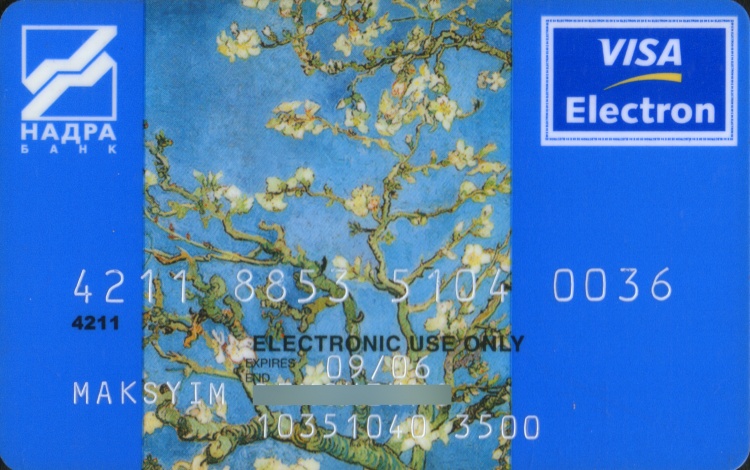 НАДРА
БАНК
VISA
Electron
4211 8853 5104 0036
4211
ELECTRONIC USE ONLY
EXPIRES
END
09/06
MAKSYIM
10351040 3500